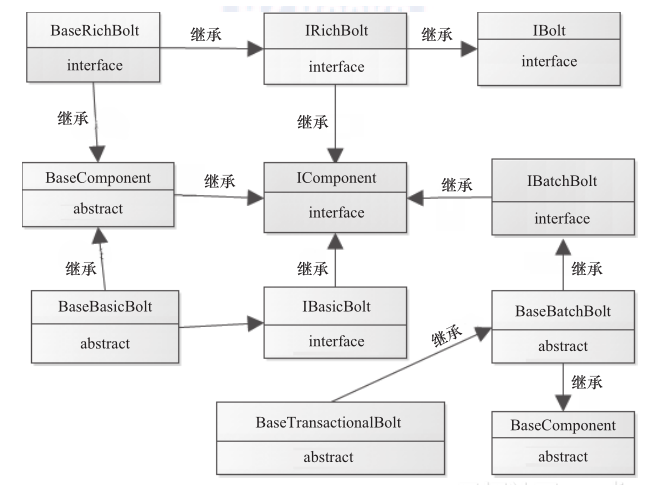 BaseRichBolt
继承
IRichBolt
继承
IBolt
interface
interface
interface
继承
继承
BaseComponent
继承
IComponent
继承
IBatchBolt
abstract
interface
interface
继承
继承
继承
BaseBasicBolt
IBasicBolt
BaseBatchBolt
abstract
interface
继承
abstract
继承
BaseTransactionalBolt
BaseComponent
abstract
abstract